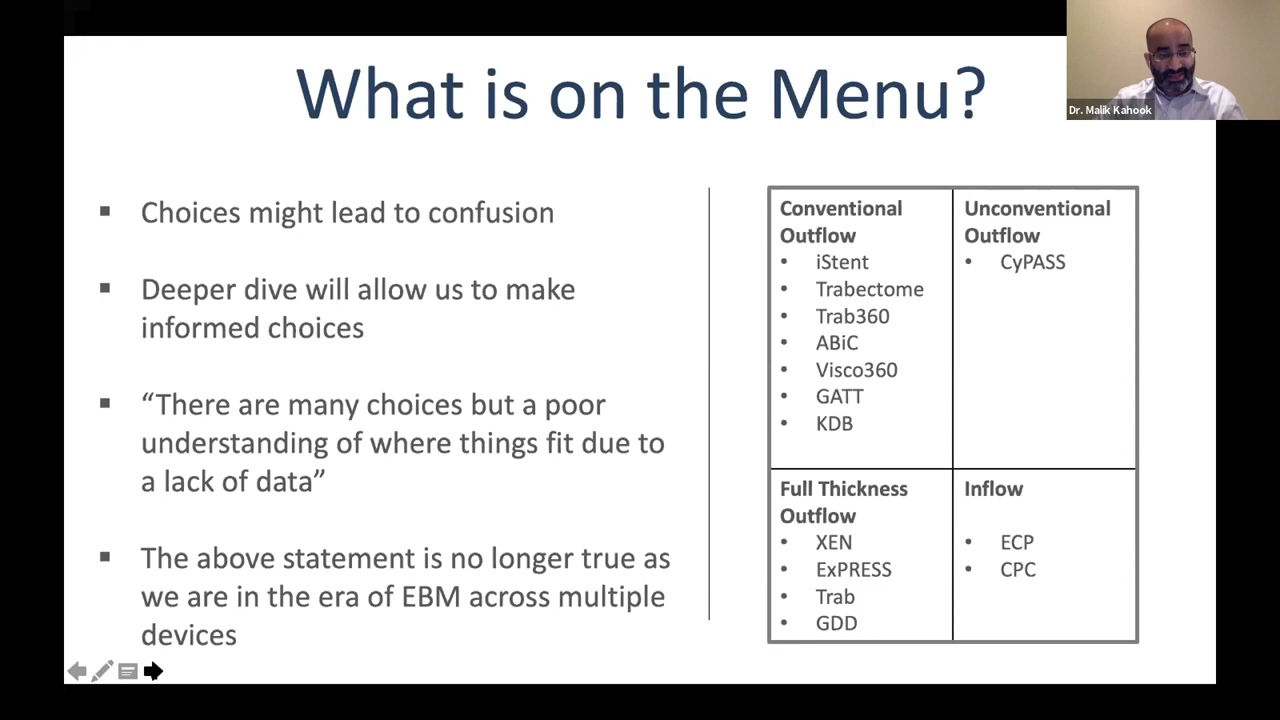 What is on the Menu?
Dr. Malik Kahook
▪ Choices might lead to confusion
▪ Deeper dive will allow us to make
informed choices
▪ “There are many choices but a poor
understanding of where things fit due to
a lack of data”
▪ The above statement is no longer true as
we are in the era of EBM across multiple
devices
Conventional
Outflow
• iStent
• Trabectome
• Trab360
• ABiC
• Visco360
• GATT
• KDB
Unconventional
Outflow
• CyPASS
Full Thickness
Outflow
• XEN
• ExPRESS
• Trab
• GDD
Inflow
• ECP
• CPC